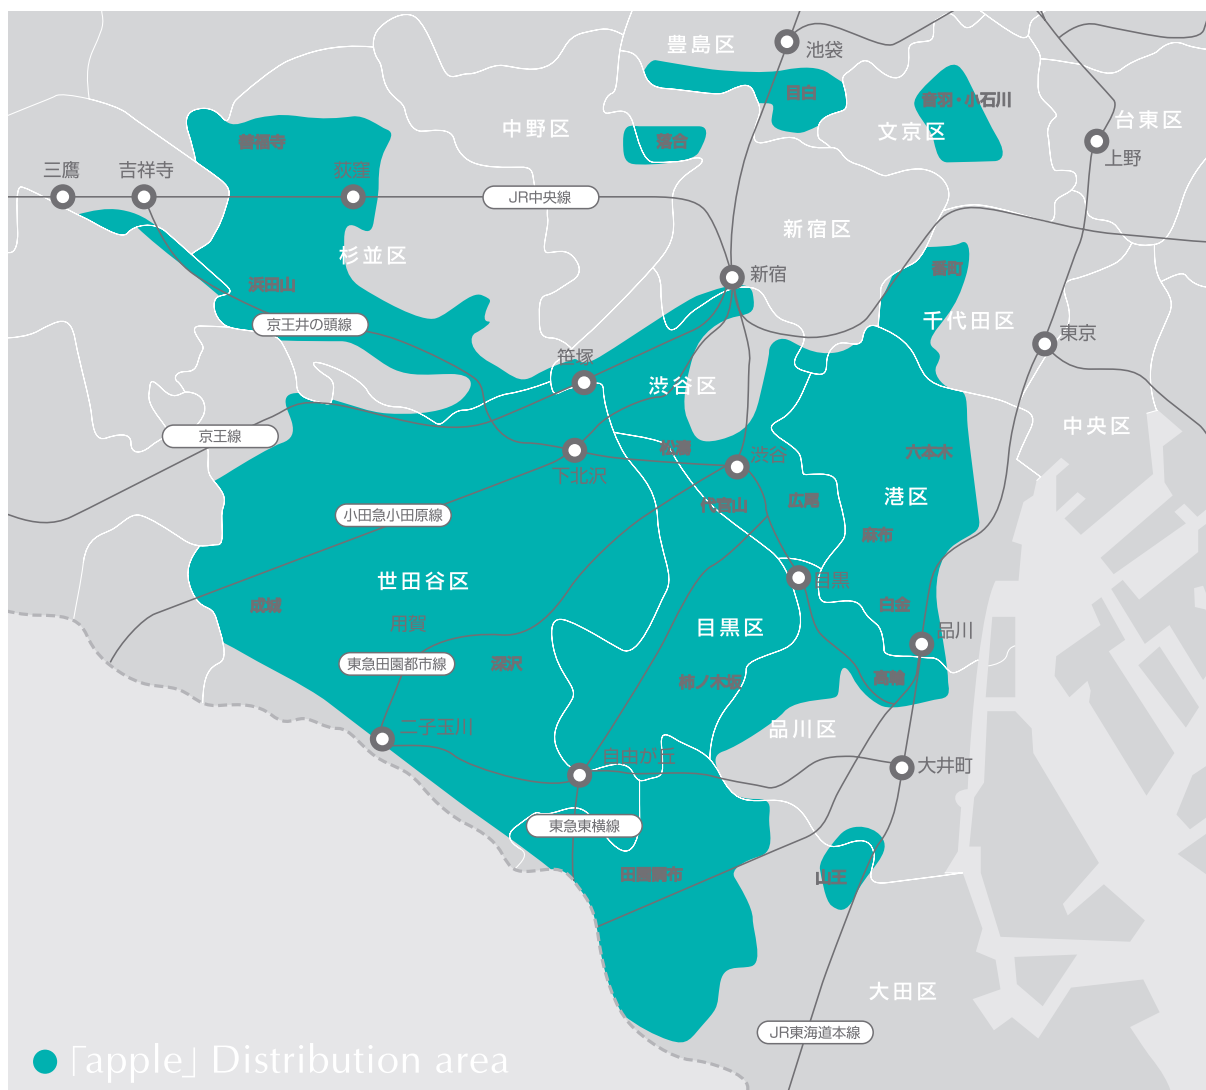 豊島区
池袋
目白
音羽・小石川
文京区
台東区
上野
中野区
落合
善福寺
三鷹
吉祥寺
荻窪
JR中央線
新宿区
杉並区
浜田山
新宿
番町
千代田区
東京
京王井の頭線
笹塚
渋谷区
中央区
京王線
松濤
渋谷
下北沢
六本木
代官山
広尾
港区
小田急小田原線
麻布
世田谷区
目黒
成城
用賀
白金
目黒区
品川
東急田園都市線
深沢
柿ノ木坂
高輪
二子玉川
品川区
自由が丘
大井町
東急東横線
田園調布
山王
大田区
JR東海道本線
「apple」 Distribution area